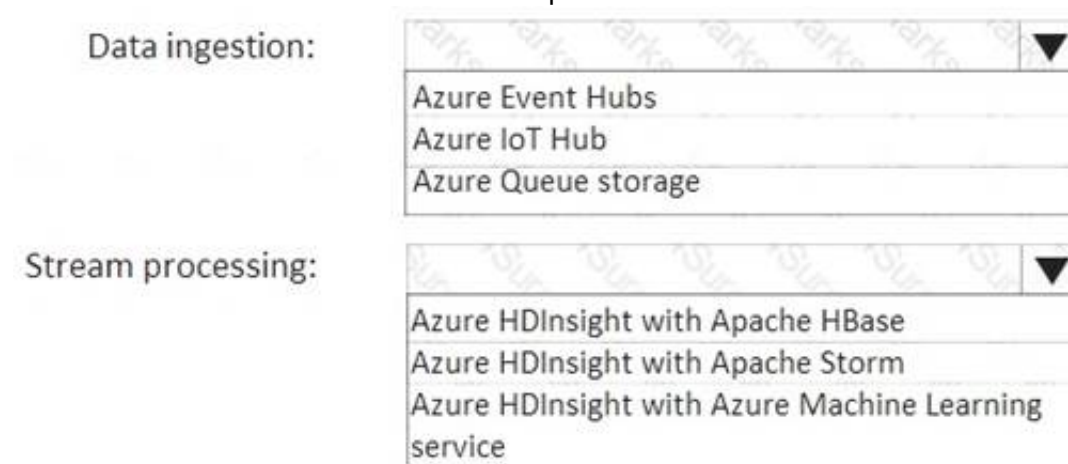 Data ingestion:
Azure Event Hubs
Azure IoT Hub
Azure Queue storage
Stream processing:
Azure HDInsight with Apache HBase
Azure HDInsight with Apache Storm
Azure HDInsight with Azure Machine Learning
service